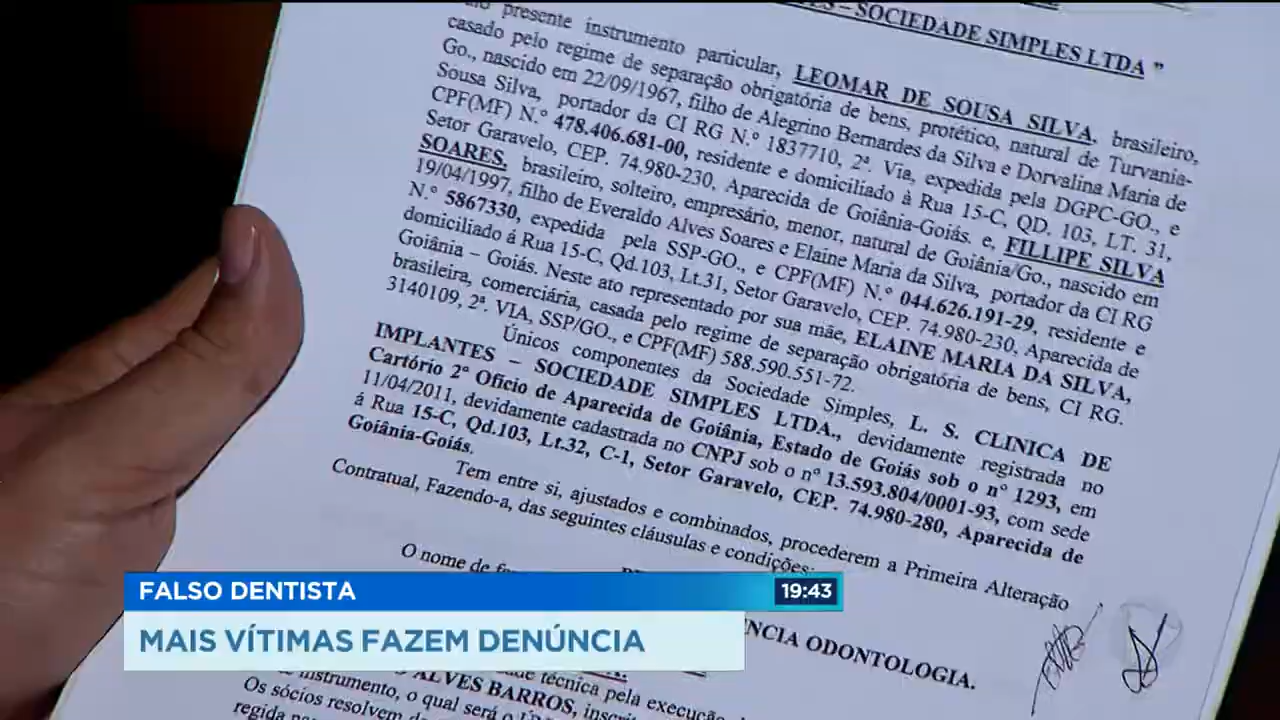 ES – SOCIEDADE SIMPLES LTDA ”
presente instrumento particular, LEOMAR DE SOUSA SILVA, brasileiro,
casado pelo regime de separação obrigatória de bens, protético, natural de Turvania-
Go., nascido em 22/09/1967, filho de Alegrino Bernardes da Silva e Dorvalina Maria de
Sousa Silva, portador da CI RG N.º 1837710, 2ª. Via, expedida pela DGPC-GO., e
CPF(MF) N.º 478.406.681-00, residente e domiciliado à Rua 15-C, QD. 103, LT. 31,
Setor Garavelo, CEP. 74.980-230, Aparecida de Goiânia-Goiás. e, FILLIPE SILVA
SOARES, brasileiro, solteiro, empresário, menor, natural de Goiânia/Go., nascido em
19/04/1997, filho de Everaldo Alves Soares e Elaine Maria da Silva, portador da CI RG
N.º 5867330, expedida pela SSP-GO., e CPF(MF) N.º 044.626.191-29, residente e
domiciliado á Rua 15-C, Qd.103, Lt.31, Setor Garavelo, CEP. 74.980-230, Aparecida de
Goiânia – Goiás. Neste ato representado por sua mãe, ELAINE MARIA DA SILVA,
brasileira, comerciária, casada pelo regime de separação obrigatória de bens, CI RG.
3140109, 2ª. VIA, SSP/GO., e CPF(MF) 588.590.551-72.
Únicos componentes da Sociedade Simples, L. S. CLINICA DE
IMPLANTES – SOCIEDADE SIMPLES LTDA., devidamente registrada no
Cartório 2º Ofício de Aparecida de Goiânia, Estado de Goiás sob o nº 1293, em
11/04/2011, devidamente cadastrada no CNPJ sob o nº 13.593.804/0001-93, com sede
á Rua 15-C, Qd.103, Lt.32, C-1, Setor Garavelo, CEP. 74.980-280, Aparecida de
Goiânia-Goiás.
Tem entre si, ajustados e combinados, procederem a Primeira Alteração
Contratual, Fazendo-a, das seguintes cláusulas e condições:
O nome de
NCIA ODONTOLOGIA.
FALSO DENTISTA 19:43
MAIS VÍTIMAS FAZEM DENÚNCIA
técnica pela execução
instrumento, o qual será o
ALVES BARROS,
Os sócios resolvem
regida